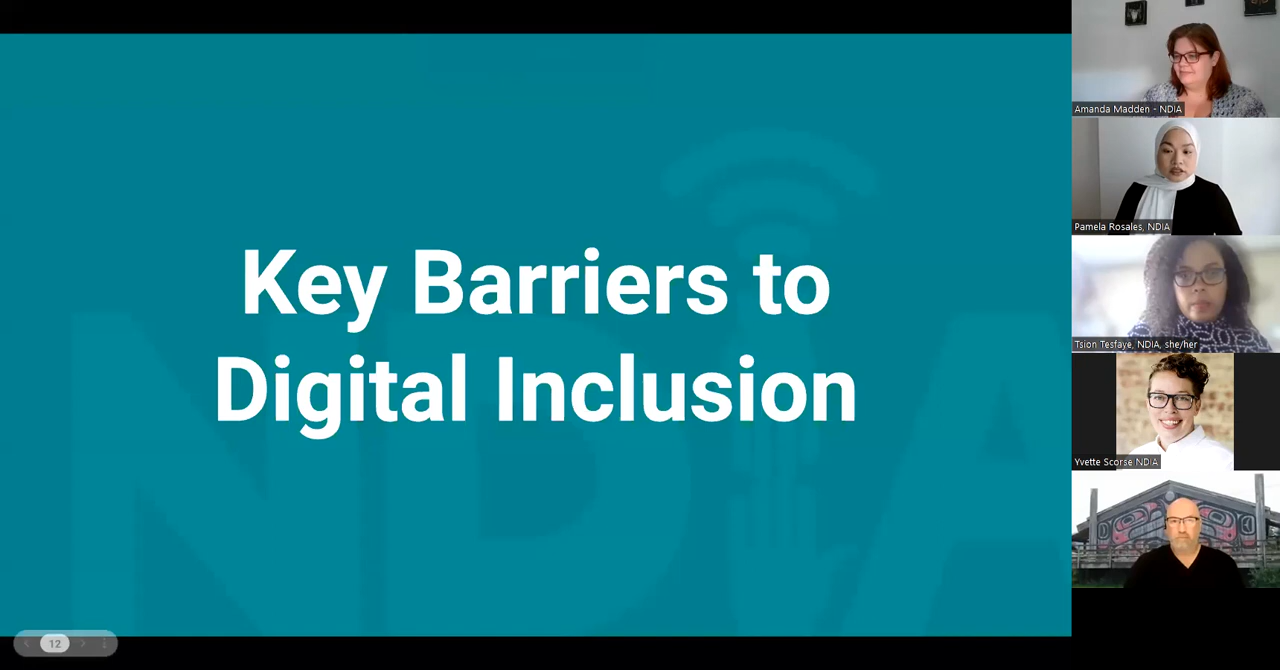 Key Barriers to
Digital Inclusion
NDIA
12
Amanda Madden - NDIA
Pamela Rosales, NDIA
Tsion Tesfaye, NDIA, she/her
Yvette Scorse NDIA